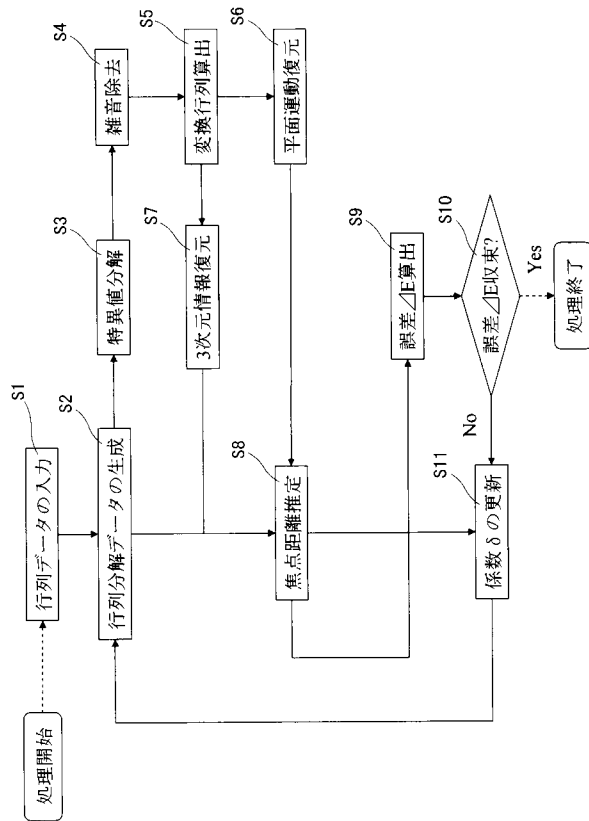 処理開始
S1
行列データの入力
S2
行列分解データの生成
S3
特異値分解
S4
雑音除去
S5
変換行列算出
S6
平面運動復元
S7
3次元情報復元
S8
焦点距離推定
S9
誤差⊿E算出
S10
誤差⊿E収束?
Yes
処理終了
No
S11
係数δの更新